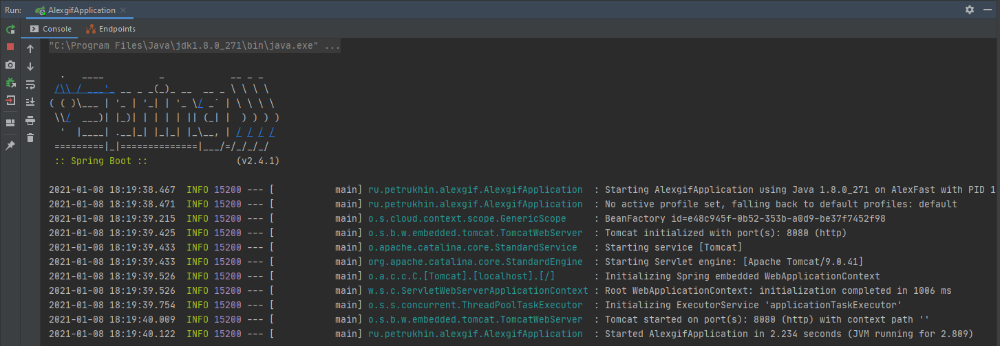 Run: AlexgifApplication
Console Endpoints
"C:\Program Files\Java\jdk1.8.0_271\bin\java.exe" ...
  .   ____          _            __ _ _
 /\\ / ___'_ __ _ _(_)_ __  __ _ \ \ \ \
( ( )\___ | '_ | '_| | '_ \/ _` | \ \ \ \
 \\/  ___)| |_)| | | | | || (_| |  ) ) ) )
  '  |____| .__|_| |_|_| |_\__, | / / / /
 =========|_|==============|___/=/_/_/_/
 :: Spring Boot ::                (v2.4.1)
2021-01-08 18:19:38.467  INFO 15200 --- [           main] ru.petrukhin.alexgif.AlexgifApplication  : Starting AlexgifApplication using Java 1.8.0_271 on AlexFast with PID 1
2021-01-08 18:19:38.471  INFO 15200 --- [           main] ru.petrukhin.alexgif.AlexgifApplication  : No active profile set, falling back to default profiles: default
2021-01-08 18:19:39.215  INFO 15200 --- [           main] o.s.cloud.context.scope.GenericScope     : BeanFactory id=e48c945f-0b52-353b-a0d9-be37f7452f98
2021-01-08 18:19:39.425  INFO 15200 --- [           main] o.s.b.w.embedded.tomcat.TomcatWebServer  : Tomcat initialized with port(s): 8080 (http)
2021-01-08 18:19:39.433  INFO 15200 --- [           main] o.apache.catalina.core.StandardService   : Starting service [Tomcat]
2021-01-08 18:19:39.433  INFO 15200 --- [           main] org.apache.catalina.core.StandardEngine  : Starting Servlet engine: [Apache Tomcat/9.0.41]
2021-01-08 18:19:39.526  INFO 15200 --- [           main] o.a.c.c.C.[Tomcat].[localhost].[/]       : Initializing Spring embedded WebApplicationContext
2021-01-08 18:19:39.526  INFO 15200 --- [           main] w.s.c.ServletWebServerApplicationContext : Root WebApplicationContext: initialization completed in 1006 ms
2021-01-08 18:19:39.754  INFO 15200 --- [           main] o.s.s.concurrent.ThreadPoolTaskExecutor  : Initializing ExecutorService 'applicationTaskExecutor'
2021-01-08 18:19:40.009  INFO 15200 --- [           main] o.s.b.w.embedded.tomcat.TomcatWebServer  : Tomcat started on port(s): 8080 (http) with context path ''
2021-01-08 18:19:40.122  INFO 15200 --- [           main] ru.petrukhin.alexgif.AlexgifApplication  : Started AlexgifApplication in 2.234 seconds (JVM running for 2.809)